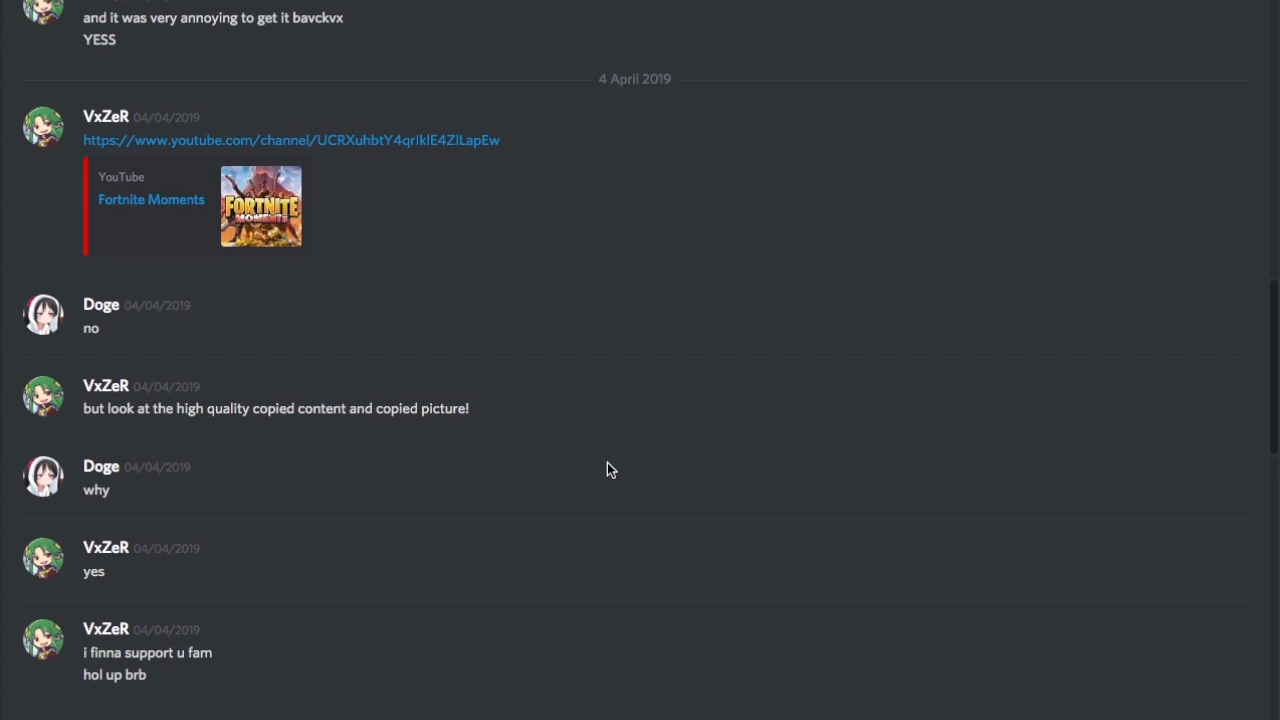 and it was very annoying to get it bavckvx
YESS
4 April 2019
VxZeR 04/04/2019
https://www.youtube.com/channel/UCRXuhbtY4qrIklE4ZlLapEw
YouTube
Fortnite Moments
FORTNITE
MOMENTS
Doge 04/04/2019
no
VxZeR 04/04/2019
but look at the high quality copied content and copied picture!
Doge 04/04/2019
why
VxZeR 04/04/2019
yes
VxZeR 04/04/2019
i finna support u fam
hol up brb